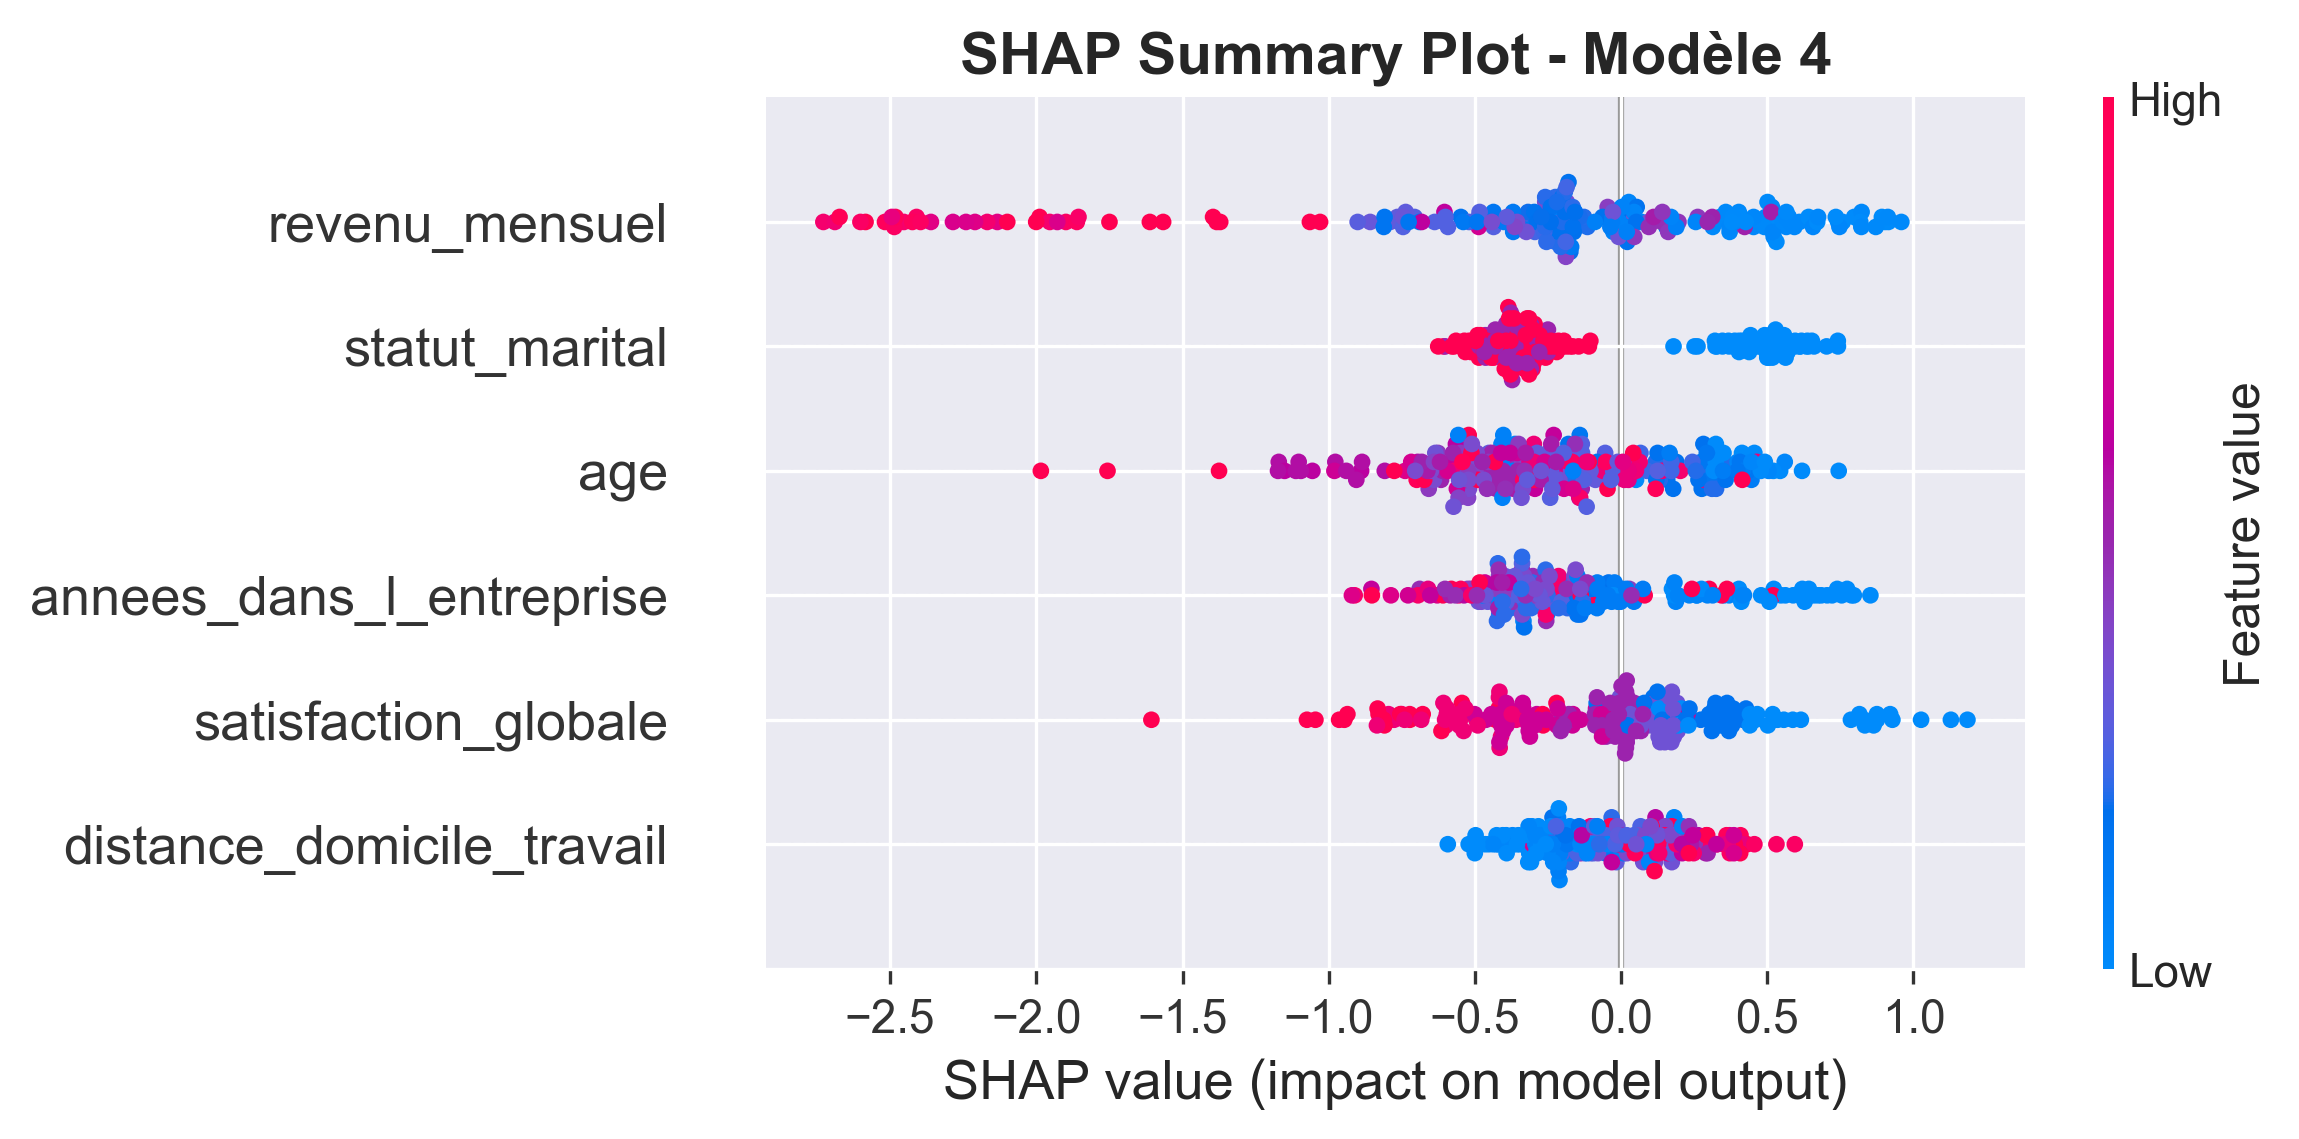 SHAP Summary Plot - Modèle 4
High
revenu_mensuel
statut_marital
age
annees_dans_l_entreprise
satisfaction_globale
distance_domicile_travail
Feature value
Low
−2.5 −2.0 −1.5 −1.0 −0.5 0.0 0.5 1.0
SHAP value (impact on model output)